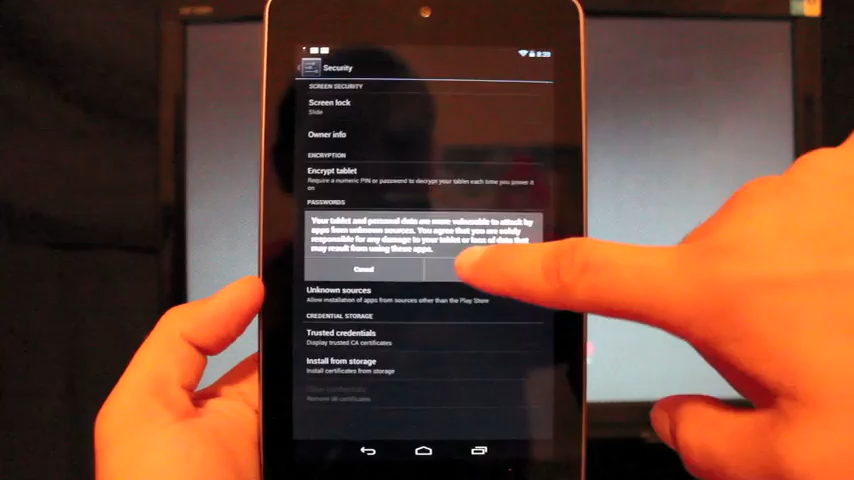 8:39
Security
SCREEN SECURITY
Screen lock
Slide
Owner info
ENCRYPTION
Encrypt tablet
Require a numeric PIN or password to decrypt your tablet each time you power it
on
PASSWORDS
Your tablet and personal data are more vulnerable to attack by
apps from unknown sources. You agree that you are solely
responsible for any damage to your tablet or loss of data that
may result from using these apps.
Cancel
Unknown sources
Allow installation of apps from sources other than the Play Store
CREDENTIAL STORAGE
Trusted credentials
Display trusted CA certificates
Install from storage
Install certificates from storage
Clear credentials
Remove all certificates